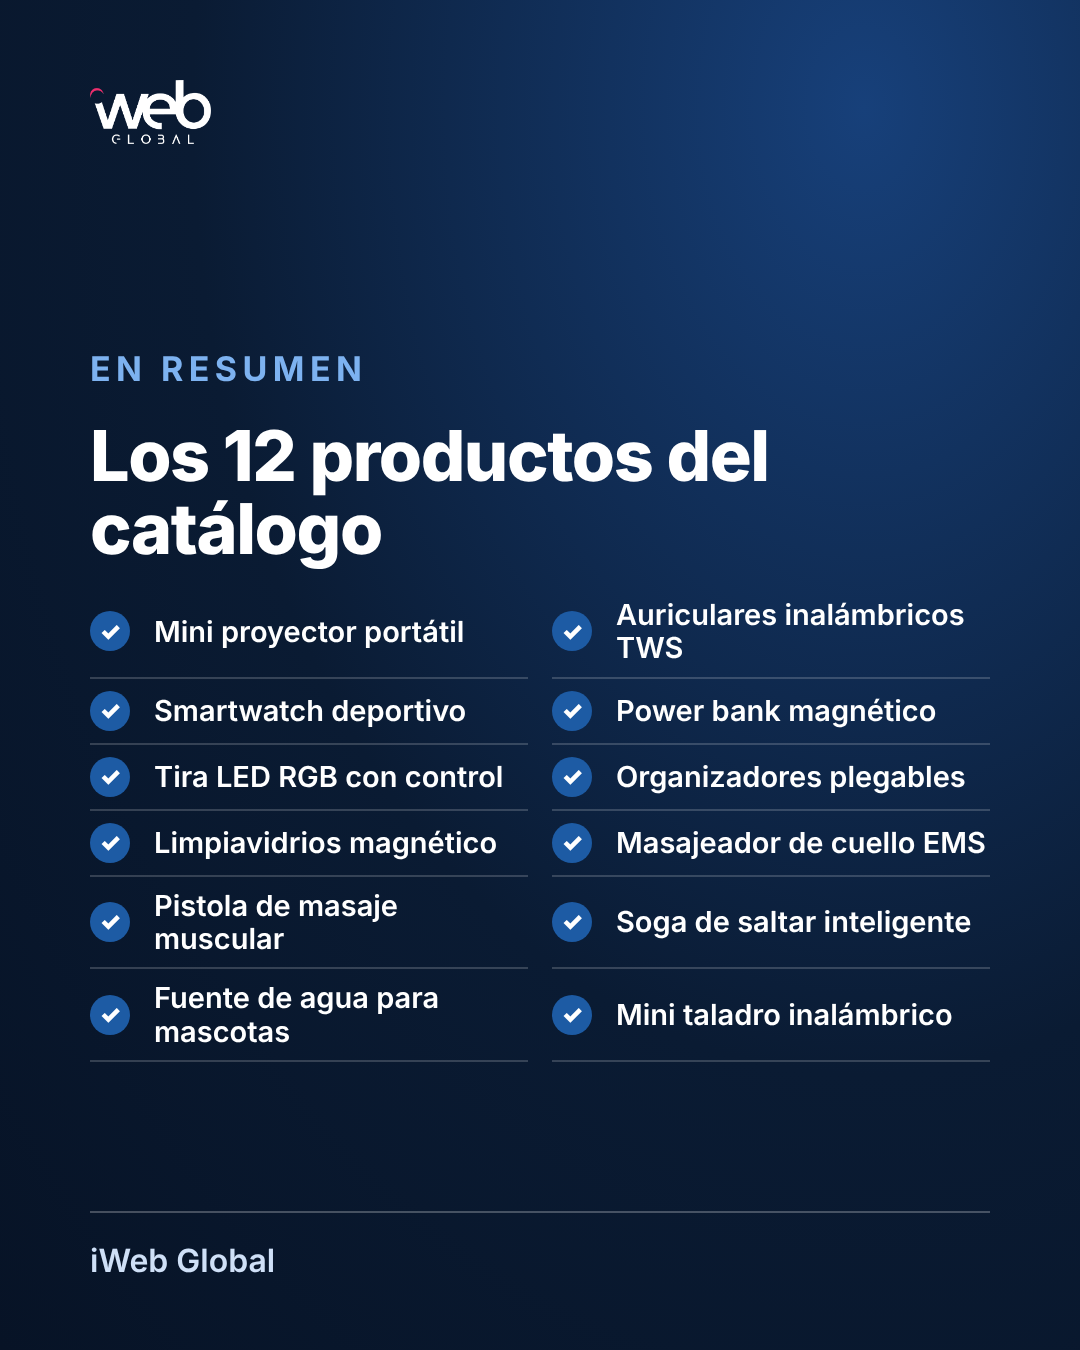 web
GLOBAL
EN RESUMEN
Los 12 productos del
catálogo
Mini proyector portátil
Auriculares inalámbricos
TWS
Smartwatch deportivo
Power bank magnético
Tira LED RGB con control
Organizadores plegables
Limpiavidrios magnético
Masajeador de cuello EMS
Pistola de masaje
muscular
Soga de saltar inteligente
Fuente de agua para
mascotas
Mini taladro inalámbrico
iWeb Global